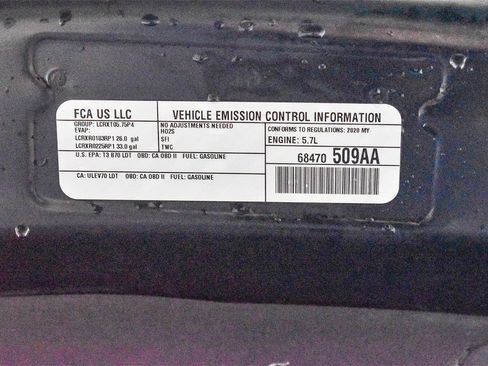 FCA US LLC
VEHICLE EMISSION CONTROL INFORMATION
GROUP: LCRXT05.75P4
EVAP:
LCRXR0183RP1 26.0 gal
LCRXR0225RP1 33.0 gal
NO ADJUSTMENTS NEEDED
HO2S
SFI
TWC
CONFORMS TO REGULATIONS: 2020 MY
ENGINE: 5.7L
U.S. EPA: T3 B70 LDT OBD: CA OBD II FUEL: GASOLINE
68470 509AA
CA: ULEV70 LDT OBD: CA OBD II FUEL: GASOLINE